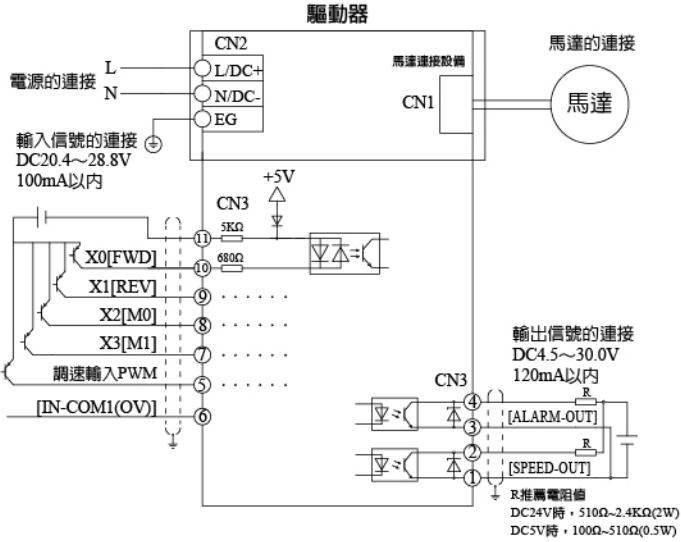 驅動器
CN2
L
L/DC+
電源的連接
N
N/DC-
EG
馬達連接設備
CN1
馬達的連接
馬達
輸入信號的連接
DC20.4～28.8V
100mA以內
CN3
+5V
⑪
5KΩ
X0[FWD]
⑩
680Ω
X1[REV]
⑨
X2[M0]
⑧
X3[M1]
⑦
調速輸入PWM
⑤
[IN-COM1(OV)]
⑥
輸出信號的連接
DC4.5～30.0V
120mA以內
CN3
④
R
[ALARM-OUT]
③
②
R
[SPEED-OUT]
①
R推薦電阻值
DC24V時，510Ω~2.4KΩ(2W)
DC5V時，100Ω~510Ω(0.5W)